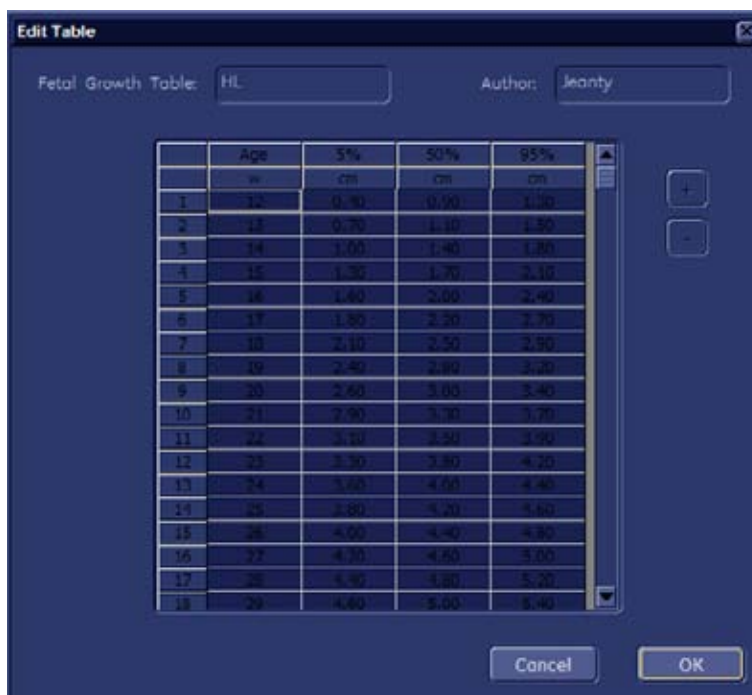 Edit Table
Fetal Growth Table: HL Author: Jeanty
Age 5% 50% 95%
w cm cm cm
1 12 0.40 0.90 1.30
2 13 0.70 1.10 1.50
3 14 1.00 1.40 1.80
4 15 1.30 1.70 2.10
5 16 1.60 2.00 2.40
6 17 1.80 2.20 2.70
7 18 2.10 2.50 2.90
8 19 2.40 2.80 3.20
9 20 2.60 3.00 3.40
10 21 2.90 3.30 3.70
11 22 3.10 3.50 3.90
12 23 3.30 3.80 4.20
13 24 3.60 4.00 4.40
14 25 3.80 4.20 4.60
15 26 4.00 4.40 4.80
16 27 4.20 4.60 5.00
17 28 4.40 4.80 5.20
18 29 4.60 5.00 5.40
+
-
Cancel OK